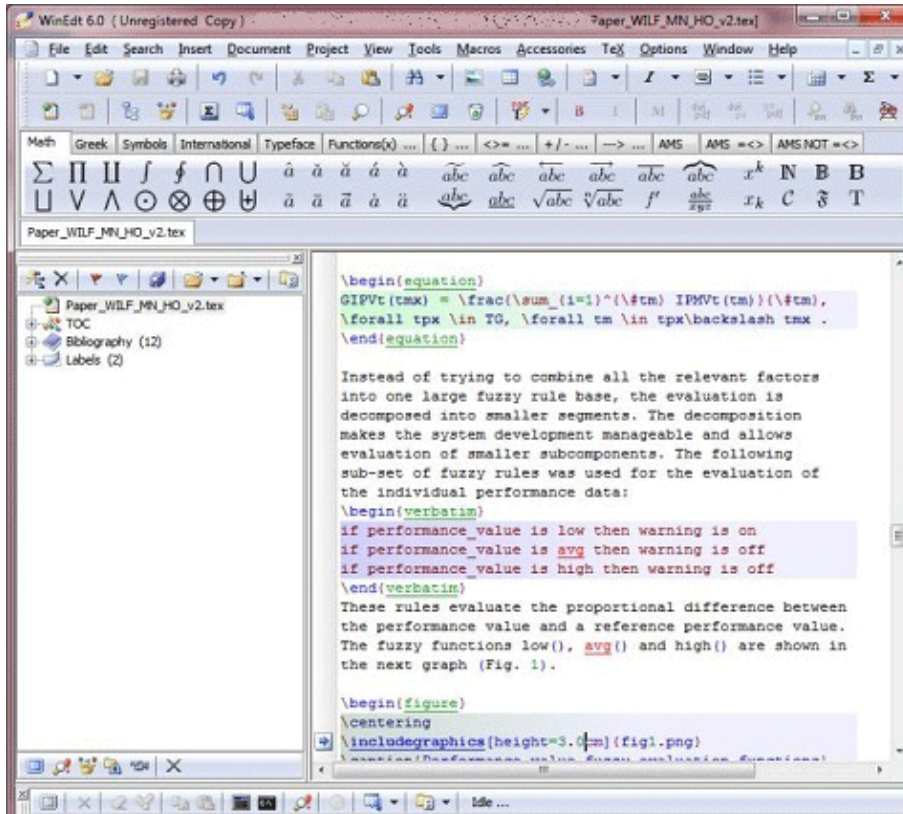 WinEdt 6.0 ( Unregistered Copy) Paper_WILF_MN_HO_v2.tex]
File Edit Search Insert Document Project View Tools Macros Accessories TeX Options Window Help
Math Greek Symbols International Typeface Functions(x) ... { } ... <>= ... +/- ... ---> ... AMS AMS =<> AMS NOT =<>
Paper_WILF_MN_HO_v2.tex
Paper_WILF_MN_HO_v2.tex
TOC
Bibliography (12)
Labels (2)
\begin{equation}
GIPVt(tmx) = \frac{\sum_{i=1}^{\#tm} IPMVt(tm)}{\#tm},
\forall tpx \in TG, \forall tm \in tpx\backslash tmx .
\end{equation}
Instead of trying to combine all the relevant factors
into one large fuzzy rule base, the evaluation is
decomposed into smaller segments. The decomposition
makes the system development manageable and allows
evaluation of smaller subcomponents. The following
sub-set of fuzzy rules was used for the evaluation of
the individual performance data:
\begin{verbatim}
if performance_value is low then warning is on
if performance_value is avg then warning is off
if performance_value is high then warning is off
\end{verbatim}
These rules evaluate the proportional difference between
the performance value and a reference performance value.
The fuzzy functions low(), avg() and high() are shown in
the next graph (Fig. 1).
\begin{figure}
\centering
\includegraphics[height=3.0cm]{fig1.png}
\caption{Performance value fuzzy evaluation functions}
Idle ...